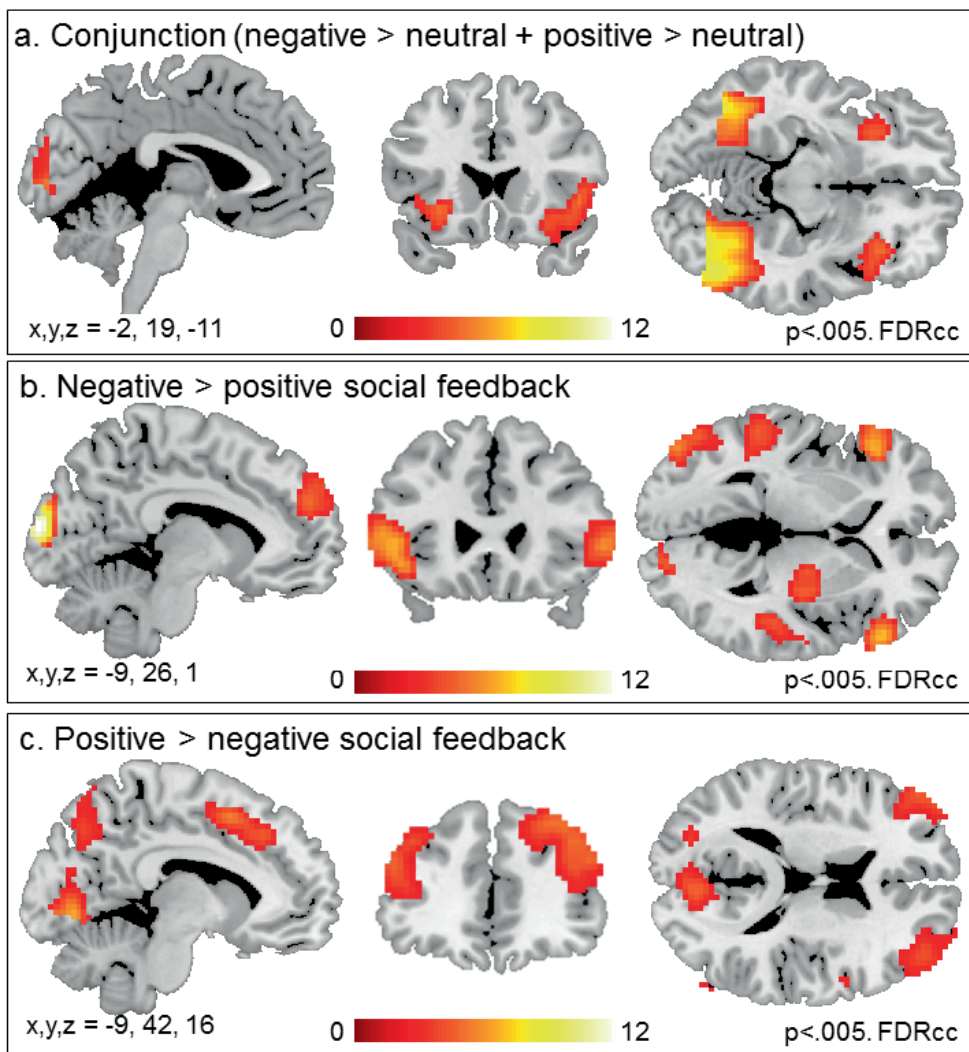 a. Conjunction (negative > neutral + positive > neutral)
x,y,z = -2, 19, -11
0
12
p<.005. FDRcc
b. Negative > positive social feedback
x,y,z = -9, 26, 1
0
12
p<.005. FDRcc
c. Positive > negative social feedback
x,y,z = -9, 42, 16
0
12
p<.005. FDRcc